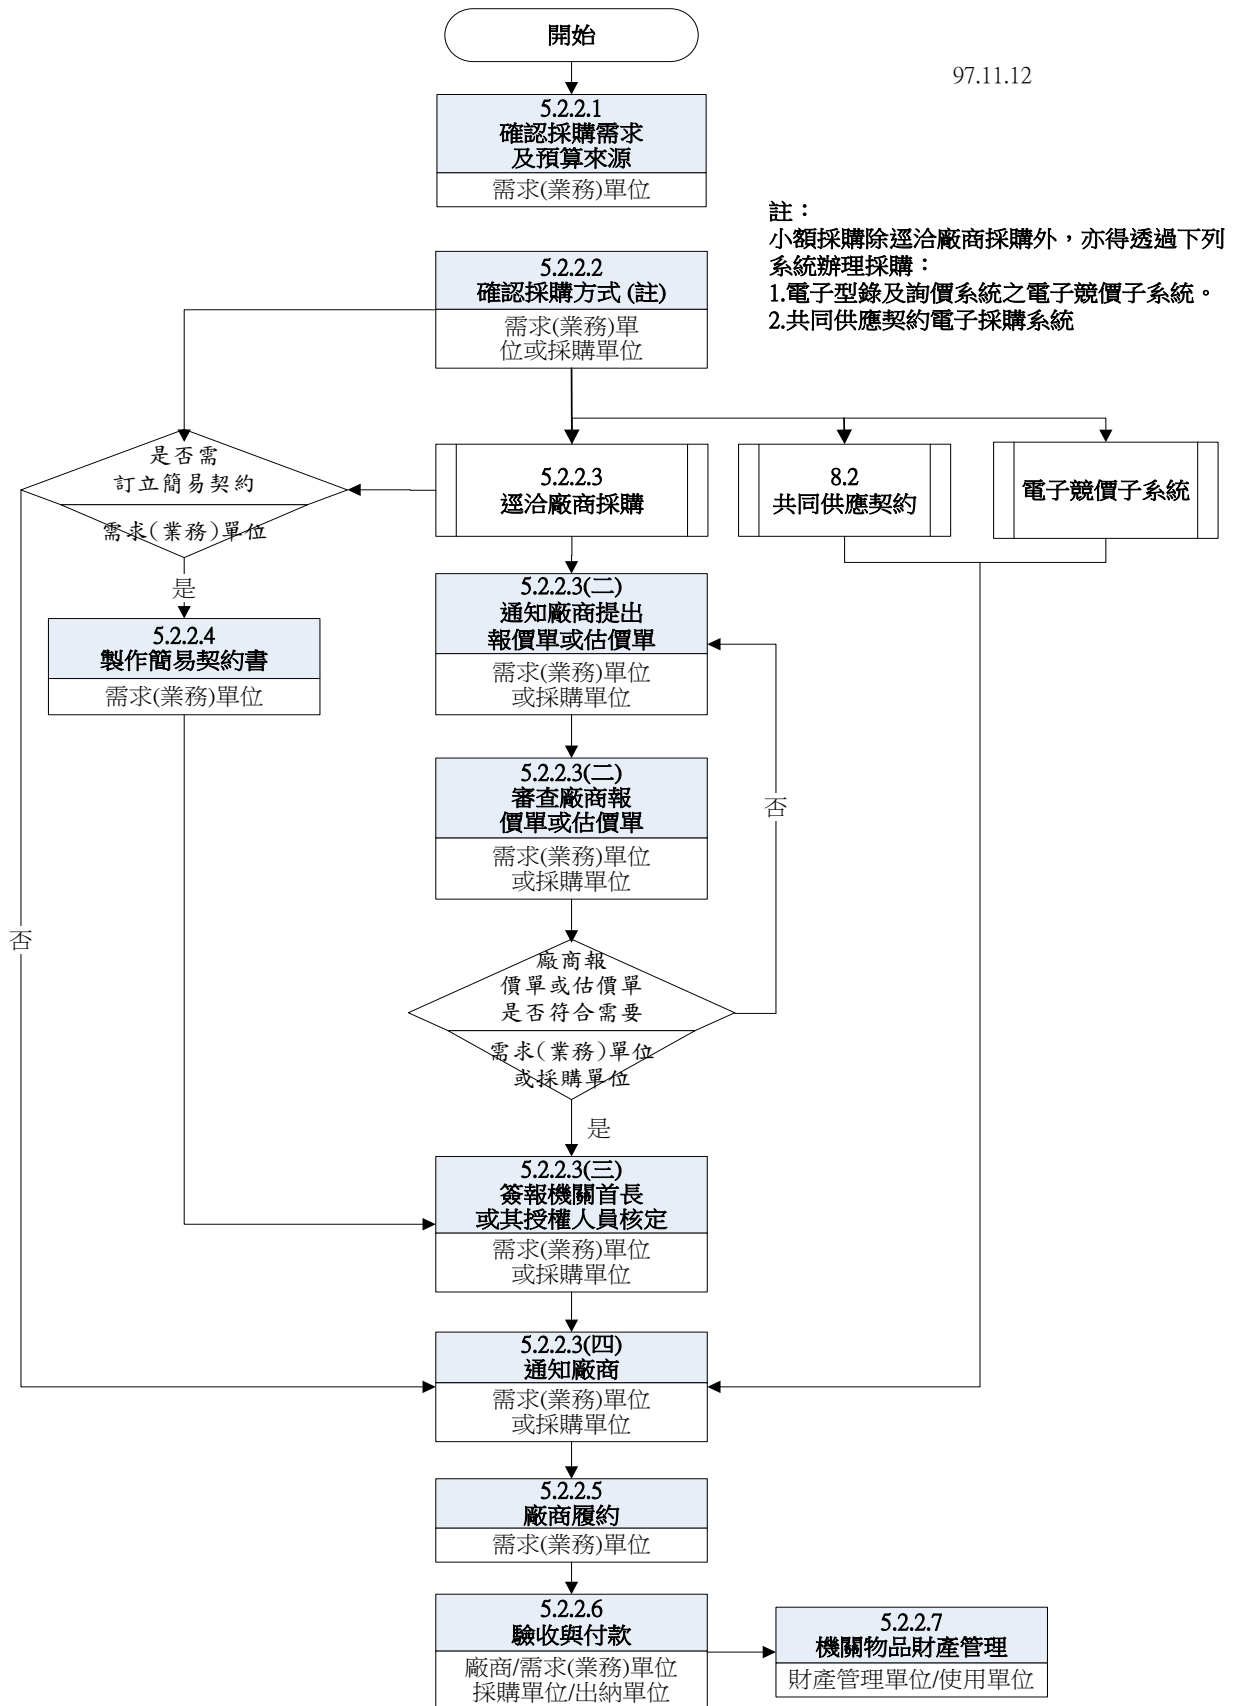 開始
97.11.12
5.2.2.1
確認採購需求
及預算來源
需求(業務)單位
註：
小額採購除逕洽廠商採購外，亦得透過下列
系統辦理採購：
1.電子型錄及詢價系統之電子競價子系統。
2.共同供應契約電子採購系統
5.2.2.2
確認採購方式 (註)
需求(業務)單
位或採購單位
是否需
訂立簡易契約
需求(業務)單位
5.2.2.3
逕洽廠商採購
8.2
共同供應契約
電子競價子系統
是
5.2.2.4
製作簡易契約書
需求(業務)單位
5.2.2.3(二)
通知廠商提出
報價單或估價單
需求(業務)單位
或採購單位
5.2.2.3(二)
審查廠商報
價單或估價單
需求(業務)單位
或採購單位
否
否
廠商報
價單或估價單
是否符合需要
需求(業務)單位
或採購單位
是
5.2.2.3(三)
簽報機關首長
或其授權人員核定
需求(業務)單位
或採購單位
5.2.2.3(四)
通知廠商
需求(業務)單位
或採購單位
5.2.2.5
廠商履約
需求(業務)單位
5.2.2.6
驗收與付款
廠商/需求(業務)單位
採購單位/出納單位
5.2.2.7
機關物品財產管理
財產管理單位/使用單位